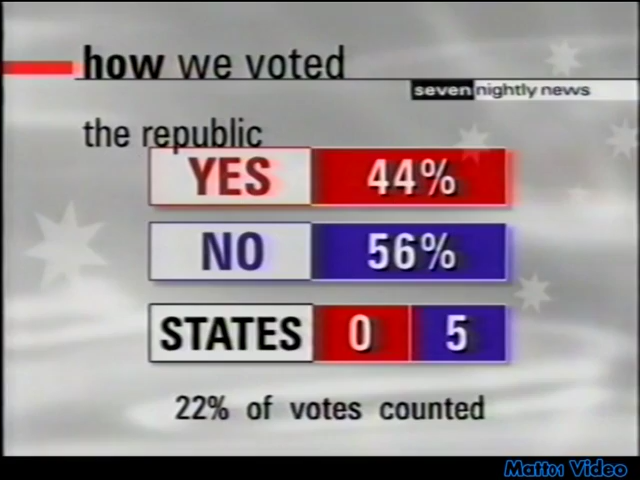 how we voted
seven nightly news
the republic
YES 44%
NO 56%
STATES 0 5
22% of votes counted
Matt01 Video